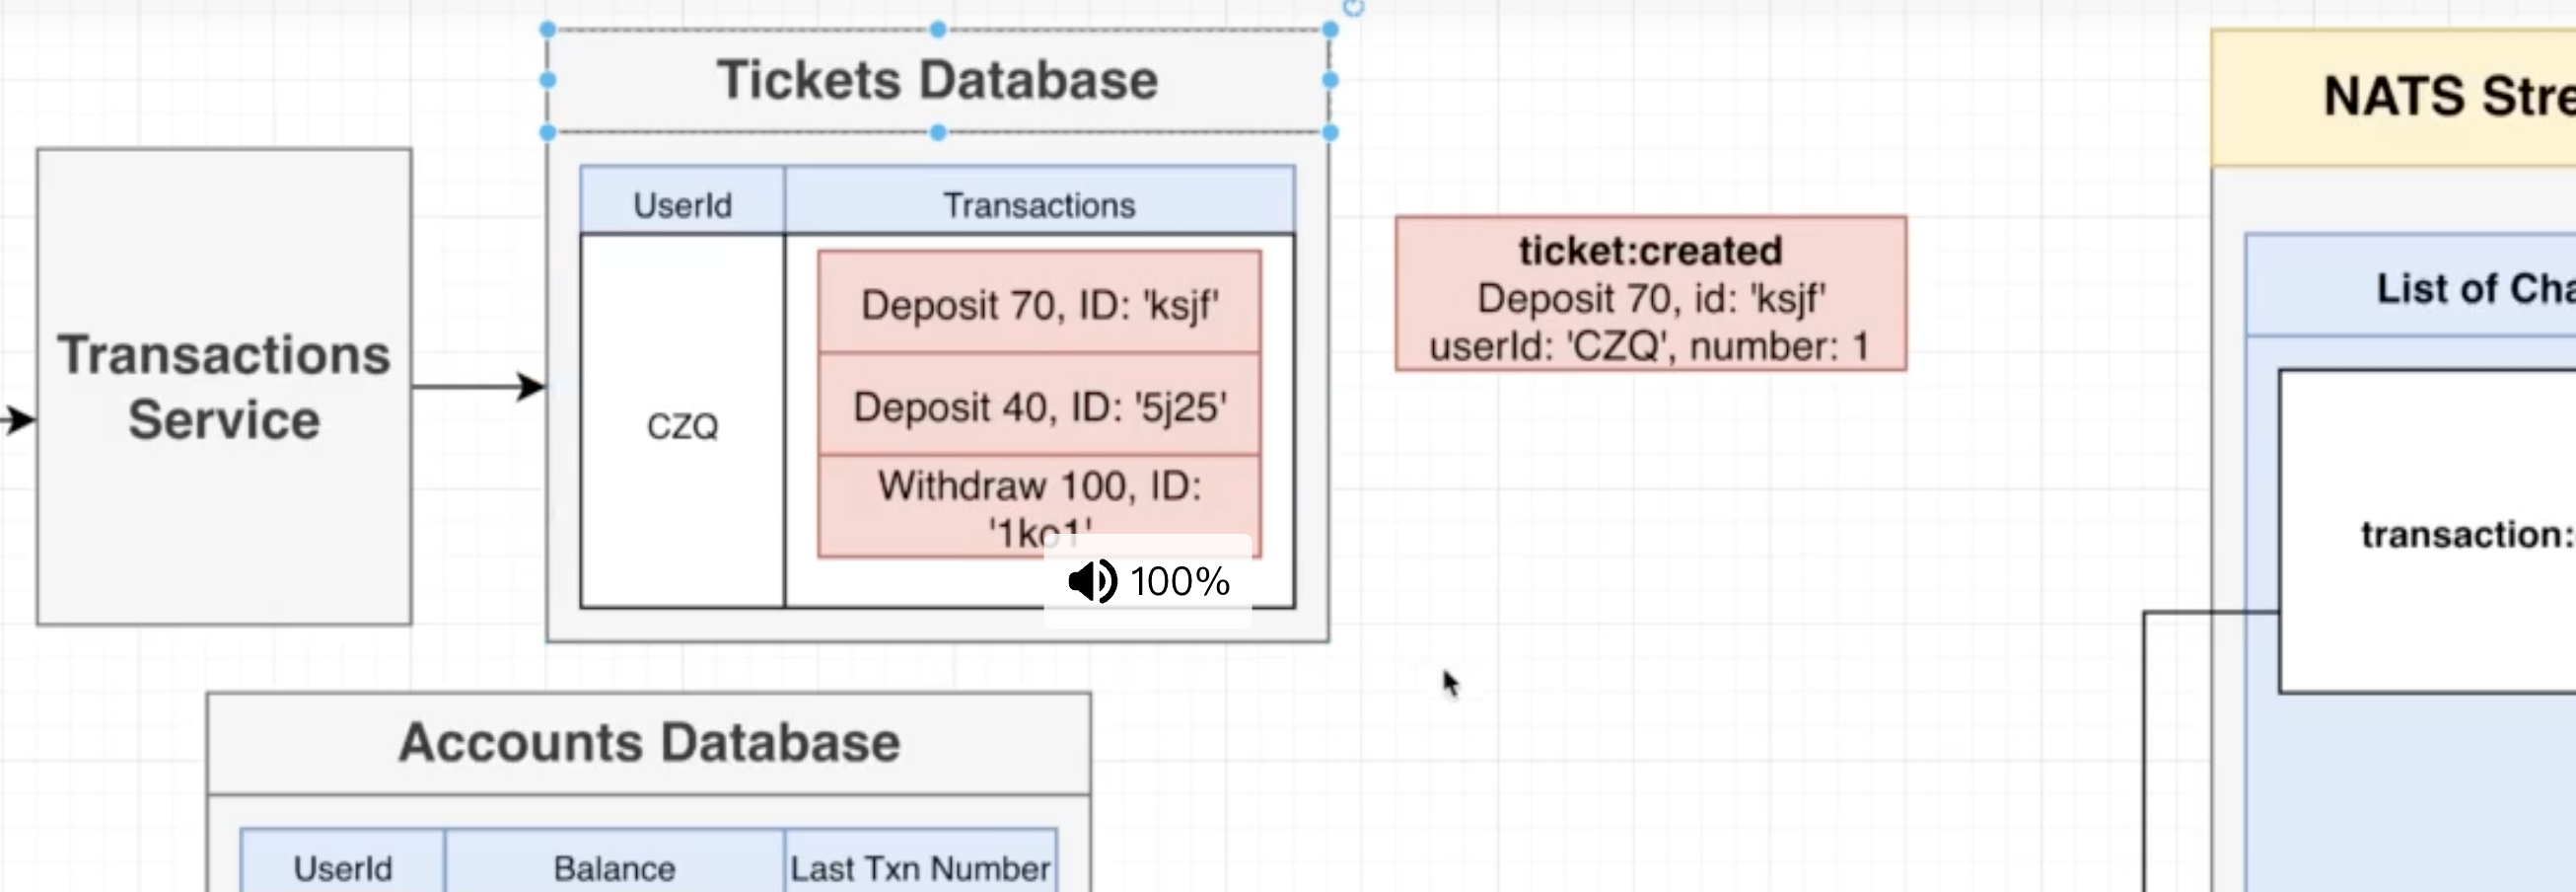 Tickets Database
NATS Stre
UserId
Transactions
ticket:created
Deposit 70, id: 'ksjf'
userId: 'CZQ', number: 1
Deposit 70, ID: 'ksjf'
List of Cha
Transactions
Service
CZQ
Deposit 40, ID: '5j25'
Withdraw 100, ID:
'1ko1'
transaction:
100%
Accounts Database
UserId
Balance
Last Txn Number